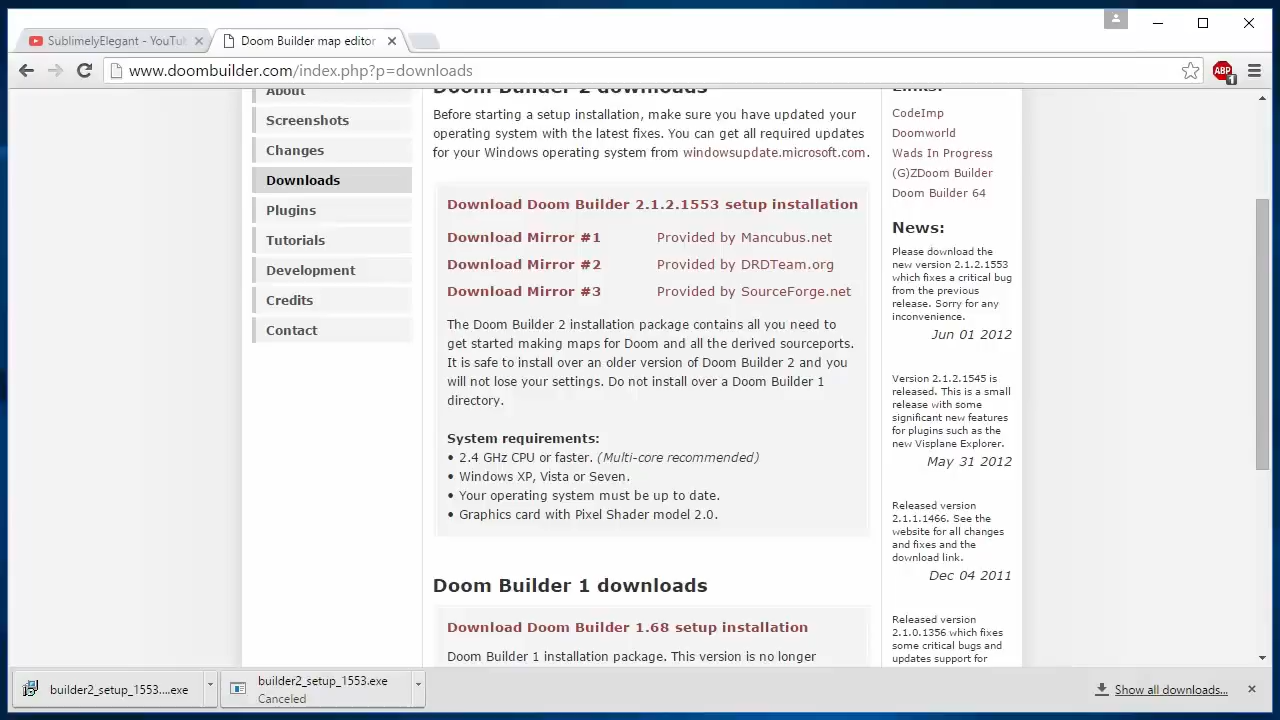 SublimelyElegant - YouTu
Doom Builder map editor
www.doombuilder.com/index.php?p=downloads
ABP
1
About
Screenshots
Changes
Downloads
Plugins
Tutorials
Development
Credits
Contact
Doom Builder 2 downloads
Before starting a setup installation, make sure you have updated your
operating system with the latest fixes. You can get all required updates
for your Windows operating system from windowsupdate.microsoft.com.
Download Doom Builder 2.1.2.1553 setup installation
Download Mirror #1 Provided by Mancubus.net
Download Mirror #2 Provided by DRDTeam.org
Download Mirror #3 Provided by SourceForge.net
The Doom Builder 2 installation package contains all you need to
get started making maps for Doom and all the derived sourceports.
It is safe to install over an older version of Doom Builder 2 and you
will not lose your settings. Do not install over a Doom Builder 1
directory.
System requirements:
• 2.4 GHz CPU or faster. (Multi-core recommended)
• Windows XP, Vista or Seven.
• Your operating system must be up to date.
• Graphics card with Pixel Shader model 2.0.
Doom Builder 1 downloads
Download Doom Builder 1.68 setup installation
Doom Builder 1 installation package. This version is no longer
Links:
CodeImp
Doomworld
Wads In Progress
(G)ZDoom Builder
Doom Builder 64
News:
Please download the
new version 2.1.2.1553
which fixes a critical bug
from the previous
release. Sorry for any
inconvenience.
Jun 01 2012
Version 2.1.2.1545 is
released. This is a small
release with some
significant new features
for plugins such as the
new Visplane Explorer.
May 31 2012
Released version
2.1.1.1466. See the
website for all changes
and fixes and the
download link.
Dec 04 2011
Released version
2.1.0.1356 which fixes
some critical bugs and
updates support for
builder2_setup_1553....exe
builder2_setup_1553.exe
Canceled
Show all downloads...